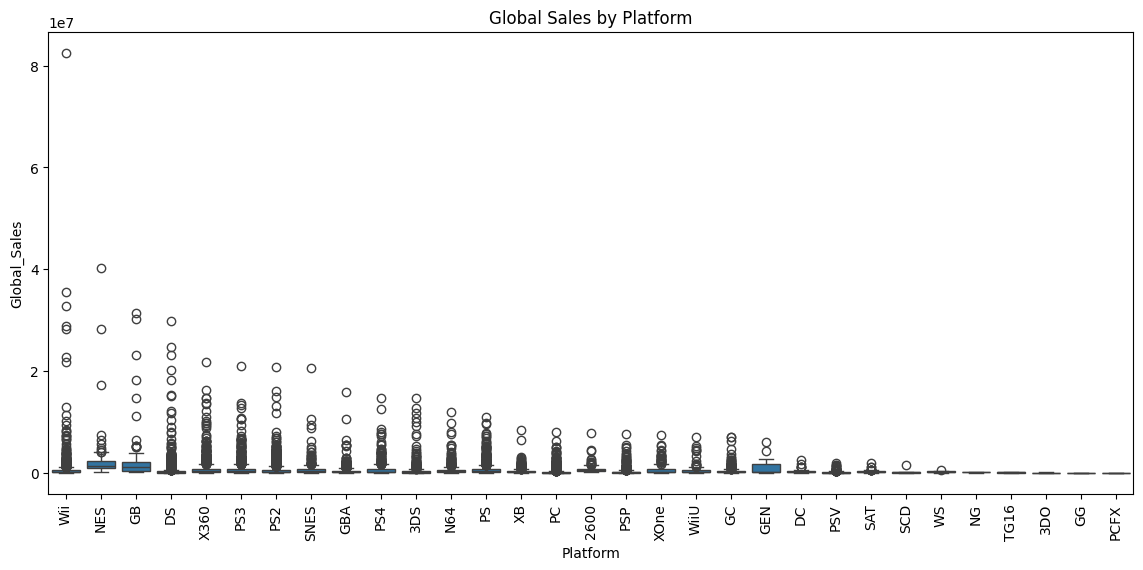 Global Sales by Platform
1e7
8
6
4
2
0
Global_Sales
Wii
NES
GB
DS
X360
PS3
PS2
SNES
GBA
PS4
3DS
N64
PS
XB
PC
2600
PSP
XOne
WiiU
GC
GEN
DC
PSV
SAT
SCD
WS
NG
TG16
3DO
GG
PCFX
Platform